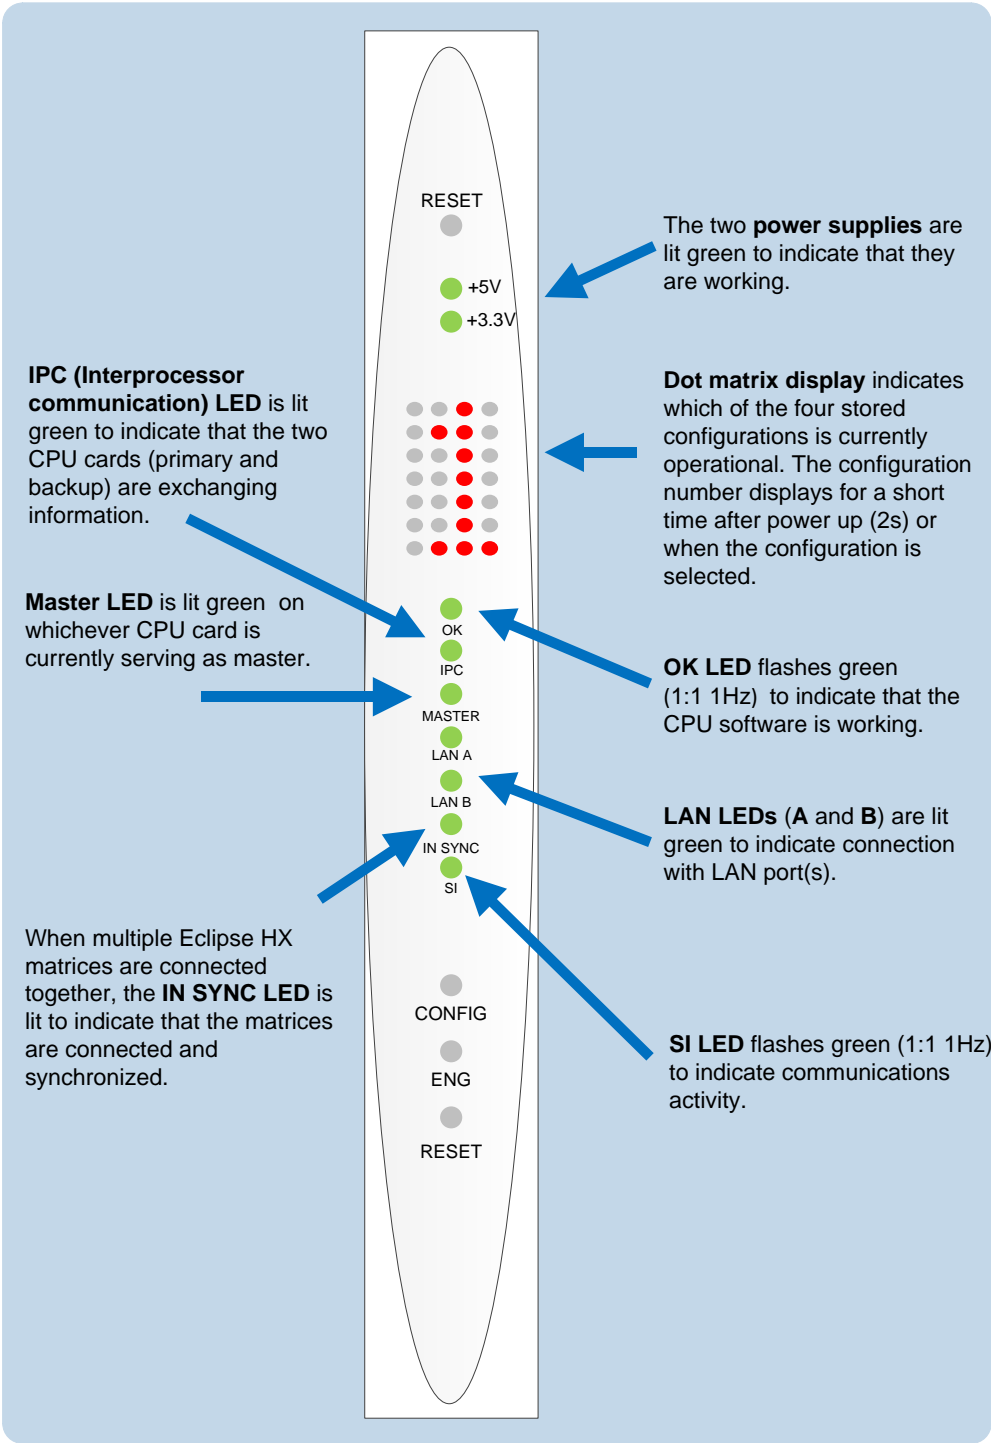 RESET
+5V
+3.3V
The two power supplies are
lit green to indicate that they
are working.
IPC (Interprocessor
communication) LED is lit
green to indicate that the two
CPU cards (primary and
backup) are exchanging
information.
Dot matrix display indicates
which of the four stored
configurations is currently
operational. The configuration
number displays for a short
time after power up (2s) or
when the configuration is
selected.
Master LED is lit green on
whichever CPU card is
currently serving as master.
OK
IPC
MASTER
LAN A
LAN B
IN SYNC
SI
OK LED flashes green
(1:1 1Hz) to indicate that the
CPU software is working.
LAN LEDs (A and B) are lit
green to indicate connection
with LAN port(s).
When multiple Eclipse HX
matrices are connected
together, the IN SYNC LED is
lit to indicate that the matrices
are connected and
synchronized.
SI LED flashes green (1:1 1Hz)
to indicate communications
activity.
CONFIG
ENG
RESET